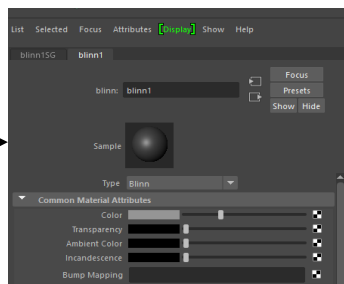 List Selected Focus Attributes [Display] Show Help
blinn1SG blinn1
blinn: blinn1
Focus
Presets
Show Hide
Sample
Type Blinn
Common Material Attributes
Color
Transparency
Ambient Color
Incandescence
Bump Mapping